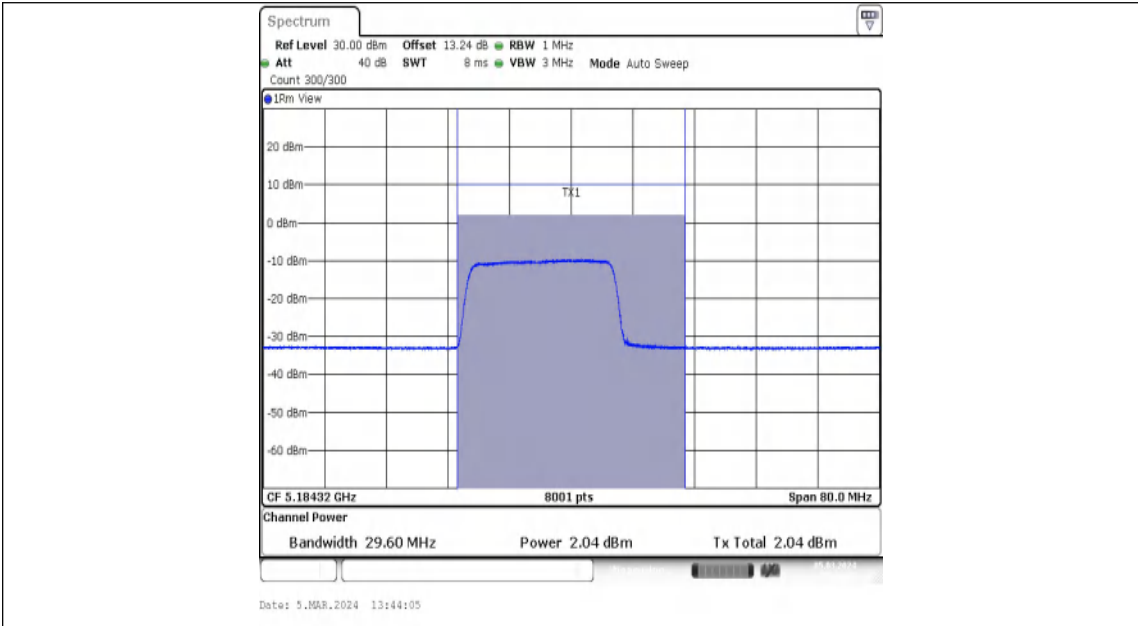 Spectrum
Ref Level 30.00 dBm Offset 13.24 dB RBW 1 MHz
Att 40 dB SWT 8 ms VBW 3 MHz Mode Auto Sweep
Count 300/300
1Rm View
20 dBm
10 dBm
TX1
0 dBm
-10 dBm
-20 dBm
-30 dBm
-40 dBm
-50 dBm
-60 dBm
CF 5.18432 GHz 8001 pts Span 80.0 MHz
Channel Power
Bandwidth 29.60 MHz Power 2.04 dBm Tx Total 2.04 dBm
Date: 5.MAR.2024 13:44:05